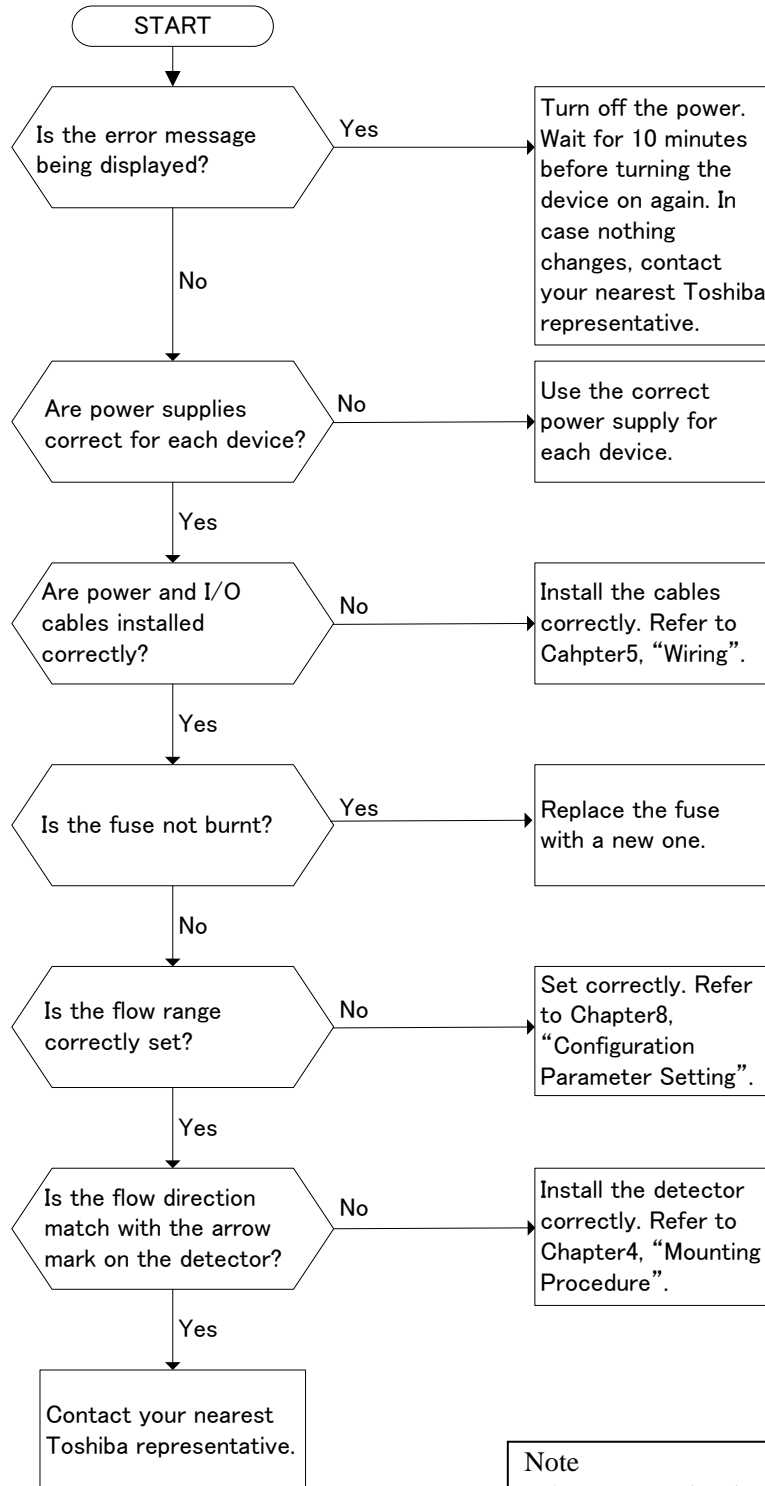 START
Is the error message
being displayed?
Yes
Turn off the power.
Wait for 10 minutes
before turning the
device on again. In
case nothing
changes, contact
your nearest Toshiba
representative.
No
Are power supplies
correct for each device?
No
Use the correct
power supply for
each device.
Yes
Are power and I/O
cables installed
correctly?
No
Install the cables
correctly. Refer to
Cahpter5, “Wiring”.
Yes
Is the fuse not burnt?
Yes
Replace the fuse
with a new one.
No
Is the flow range
correctly set?
No
Set correctly. Refer
to Chapter8,
“Configuration
Parameter Setting”.
Yes
Is the flow direction
match with the arrow
mark on the detector?
No
Install the detector
correctly. Refer to
Chapter4, “Mounting
Procedure”.
Yes
Contact your nearest
Toshiba representative.
Note